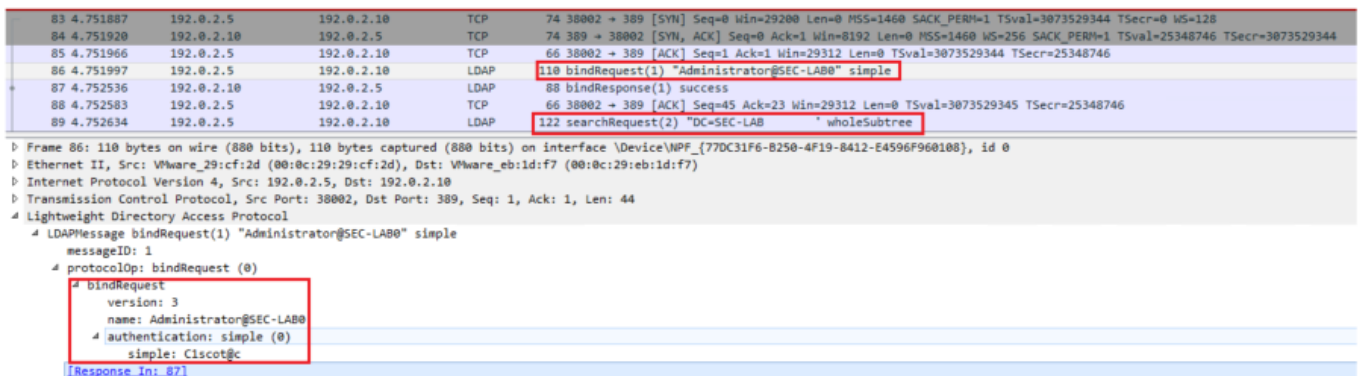 83 4.751887 192.0.2.5 192.0.2.10 TCP 74 38002 → 389 [SYN] Seq=0 Win=29200 Len=0 MSS=1460 SACK_PERM=1 TSval=3073529344 TSecr=0 WS=128
84 4.751920 192.0.2.10 192.0.2.5 TCP 74 389 → 38002 [SYN, ACK] Seq=0 Ack=1 Win=8192 Len=0 MSS=1460 WS=256 SACK_PERM=1 TSval=25348746 TSecr=3073529344
85 4.751966 192.0.2.5 192.0.2.10 TCP 66 38002 → 389 [ACK] Seq=1 Ack=1 Win=29312 Len=0 TSval=3073529344 TSecr=25348746
86 4.751997 192.0.2.5 192.0.2.10 LDAP 110 bindRequest(1) "Administrator@SEC-LAB0" simple
87 4.752536 192.0.2.10 192.0.2.5 LDAP 88 bindResponse(1) success
88 4.752583 192.0.2.5 192.0.2.10 TCP 66 38002 → 389 [ACK] Seq=45 Ack=23 Win=29312 Len=0 TSval=3073529345 TSecr=25348746
89 4.752634 192.0.2.5 192.0.2.10 LDAP 122 searchRequest(2) "DC=SEC-LAB ' wholeSubtree
Frame 86: 110 bytes on wire (880 bits), 110 bytes captured (880 bits) on interface \Device\NPF_{77DC31F6-B250-4F19-8412-E4596F960108}, id 0
Ethernet II, Src: VMware_29:cf:2d (00:0c:29:29:cf:2d), Dst: VMware_eb:1d:f7 (00:0c:29:eb:1d:f7)
Internet Protocol Version 4, Src: 192.0.2.5, Dst: 192.0.2.10
Transmission Control Protocol, Src Port: 38002, Dst Port: 389, Seq: 1, Ack: 1, Len: 44
Lightweight Directory Access Protocol
LDAPMessage bindRequest(1) "Administrator@SEC-LAB0" simple
messageID: 1
protocolOp: bindRequest (0)
bindRequest
version: 3
name: Administrator@SEC-LAB0
authentication: simple (0)
simple: C1scot@c
[Response In: 87]